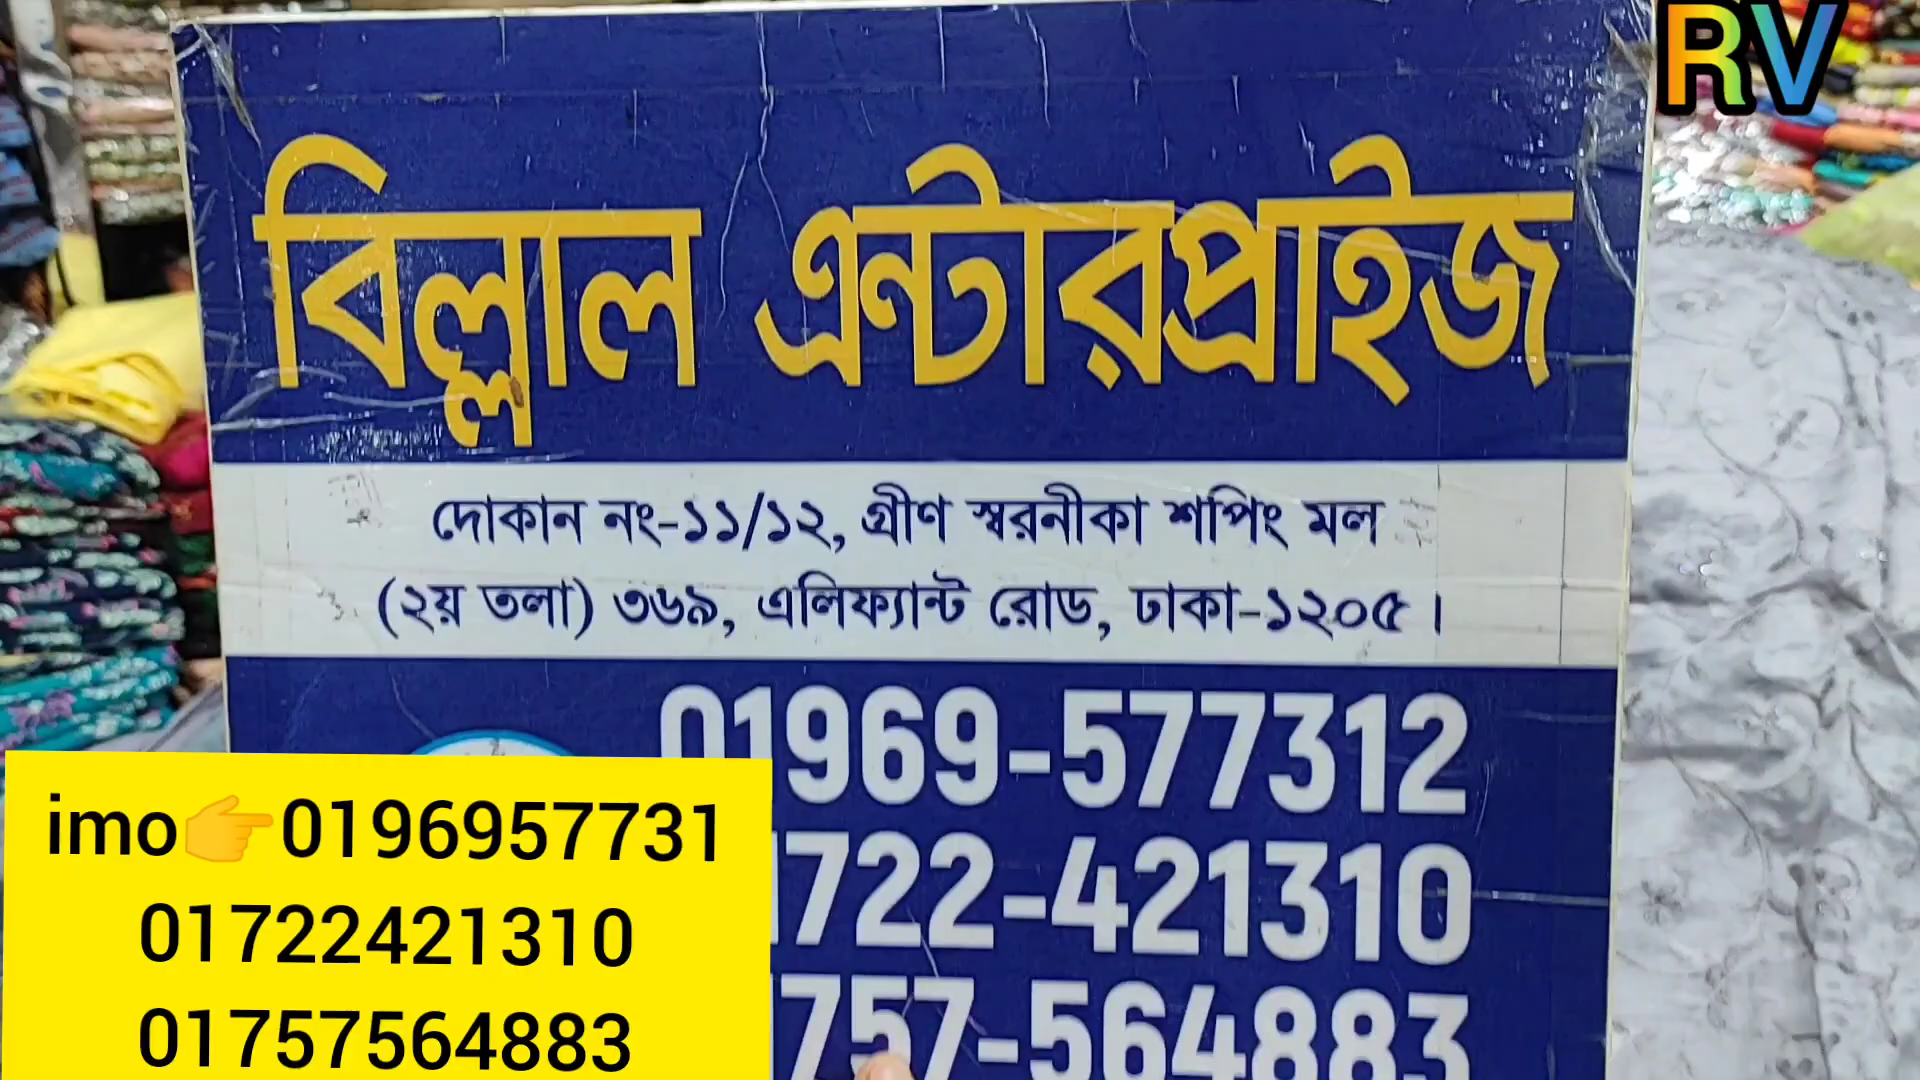 RV
বিল্লাল এন্টারপ্রাইজ
দোকান নং-১১/১২, গ্রীণ স্বরনীকা শপিং মল
(২য় তলা) ৩৬৯, এলিফ্যান্ট রোড, ঢাকা-১২০৫।
01969-577312
1722-421310
757-564883
imo👉0196957731
01722421310
01757564883